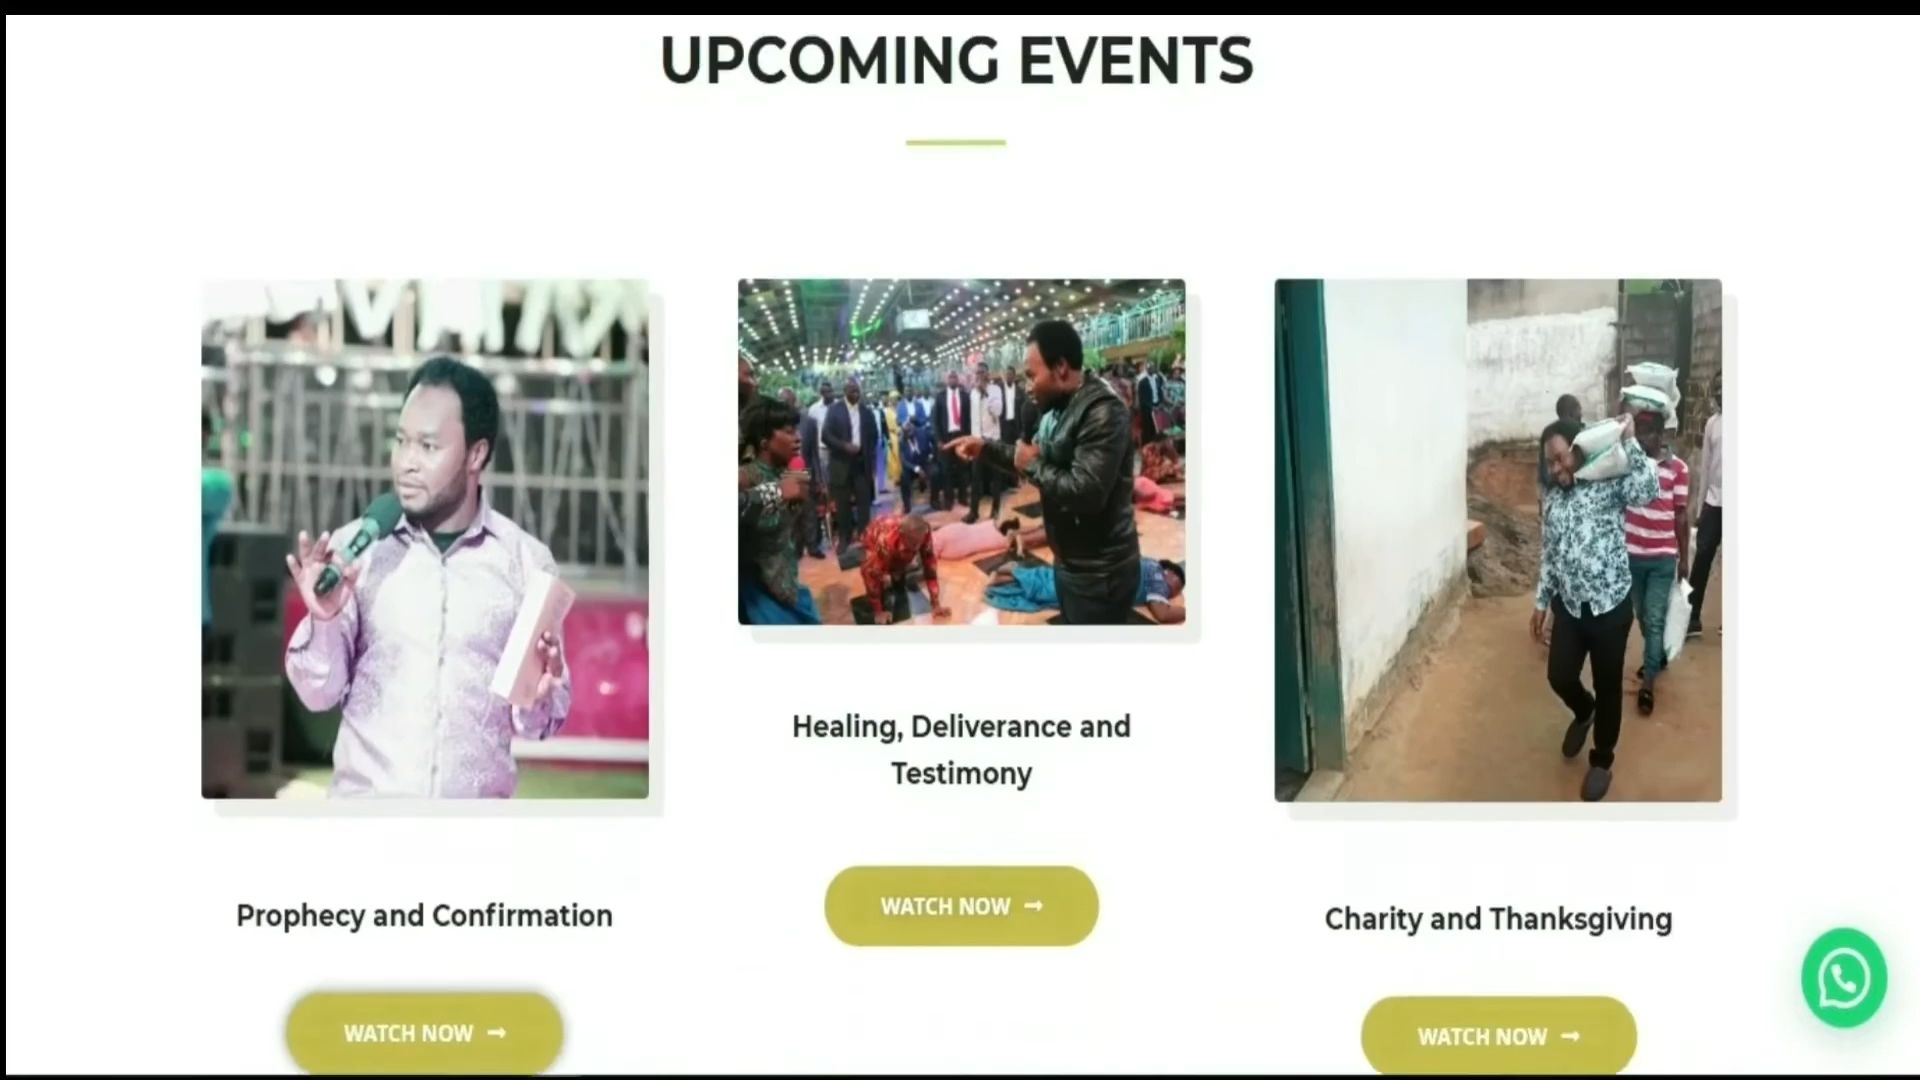 UPCOMING EVENTS
Prophecy and Confirmation
WATCH NOW
Healing, Deliverance and
Testimony
WATCH NOW
Charity and Thanksgiving
WATCH NOW